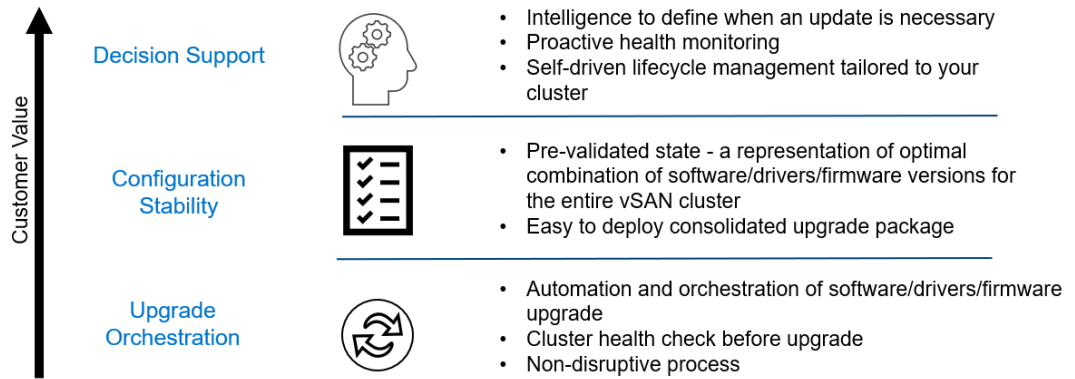 Customer Value
Decision Support
• Intelligence to define when an update is necessary
• Proactive health monitoring
• Self-driven lifecycle management tailored to your
cluster
Configuration
Stability
• Pre-validated state - a representation of optimal
combination of software/drivers/firmware versions for
the entire vSAN cluster
• Easy to deploy consolidated upgrade package
Upgrade
Orchestration
• Automation and orchestration of software/drivers/firmware
upgrade
• Cluster health check before upgrade
• Non-disruptive process